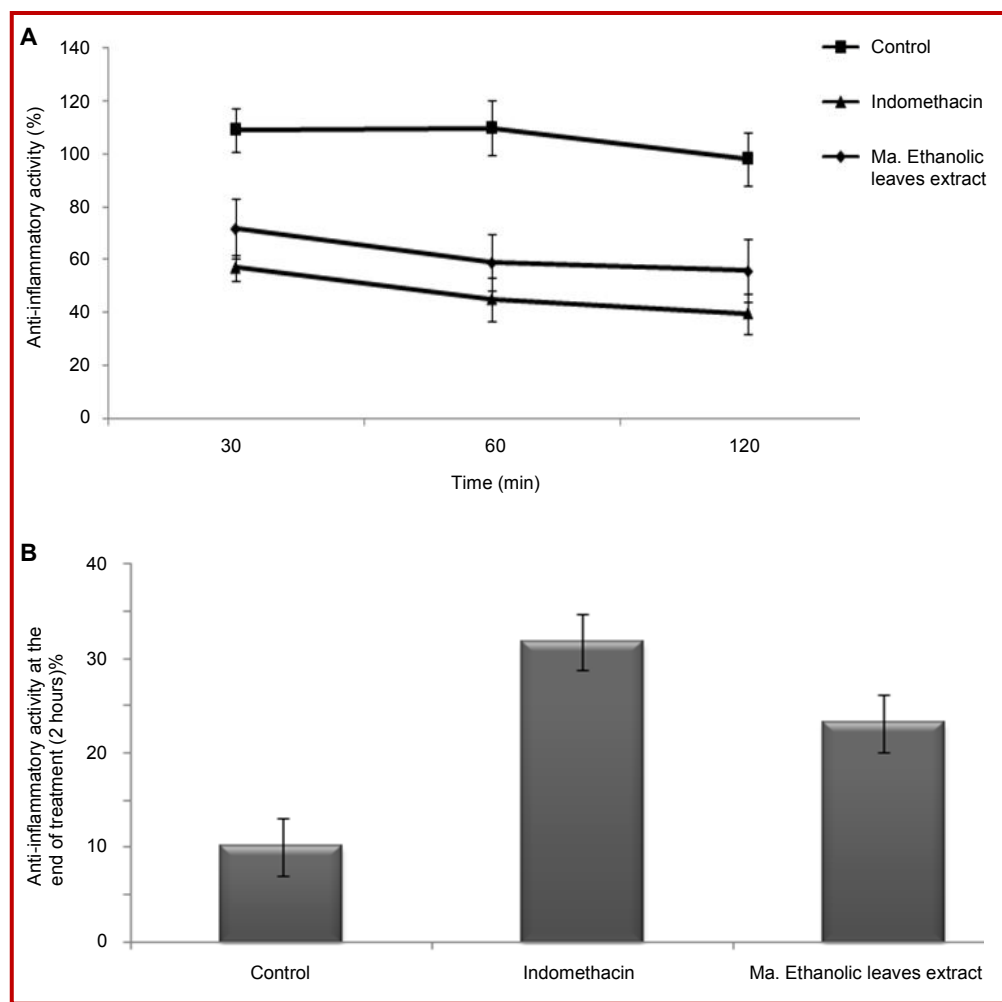 A
140
120
100
80
60
40
20
0
Anti-inflammatory activity (%)
30
60
120
Time (min)
Control
Indomethacin
Ma. Ethanolic
leaves extract
B
40
30
20
10
0
Anti-inflammatory activity at the
end of treatment (2 hours)%
Control
Indomethacin
Ma. Ethanolic leaves extract